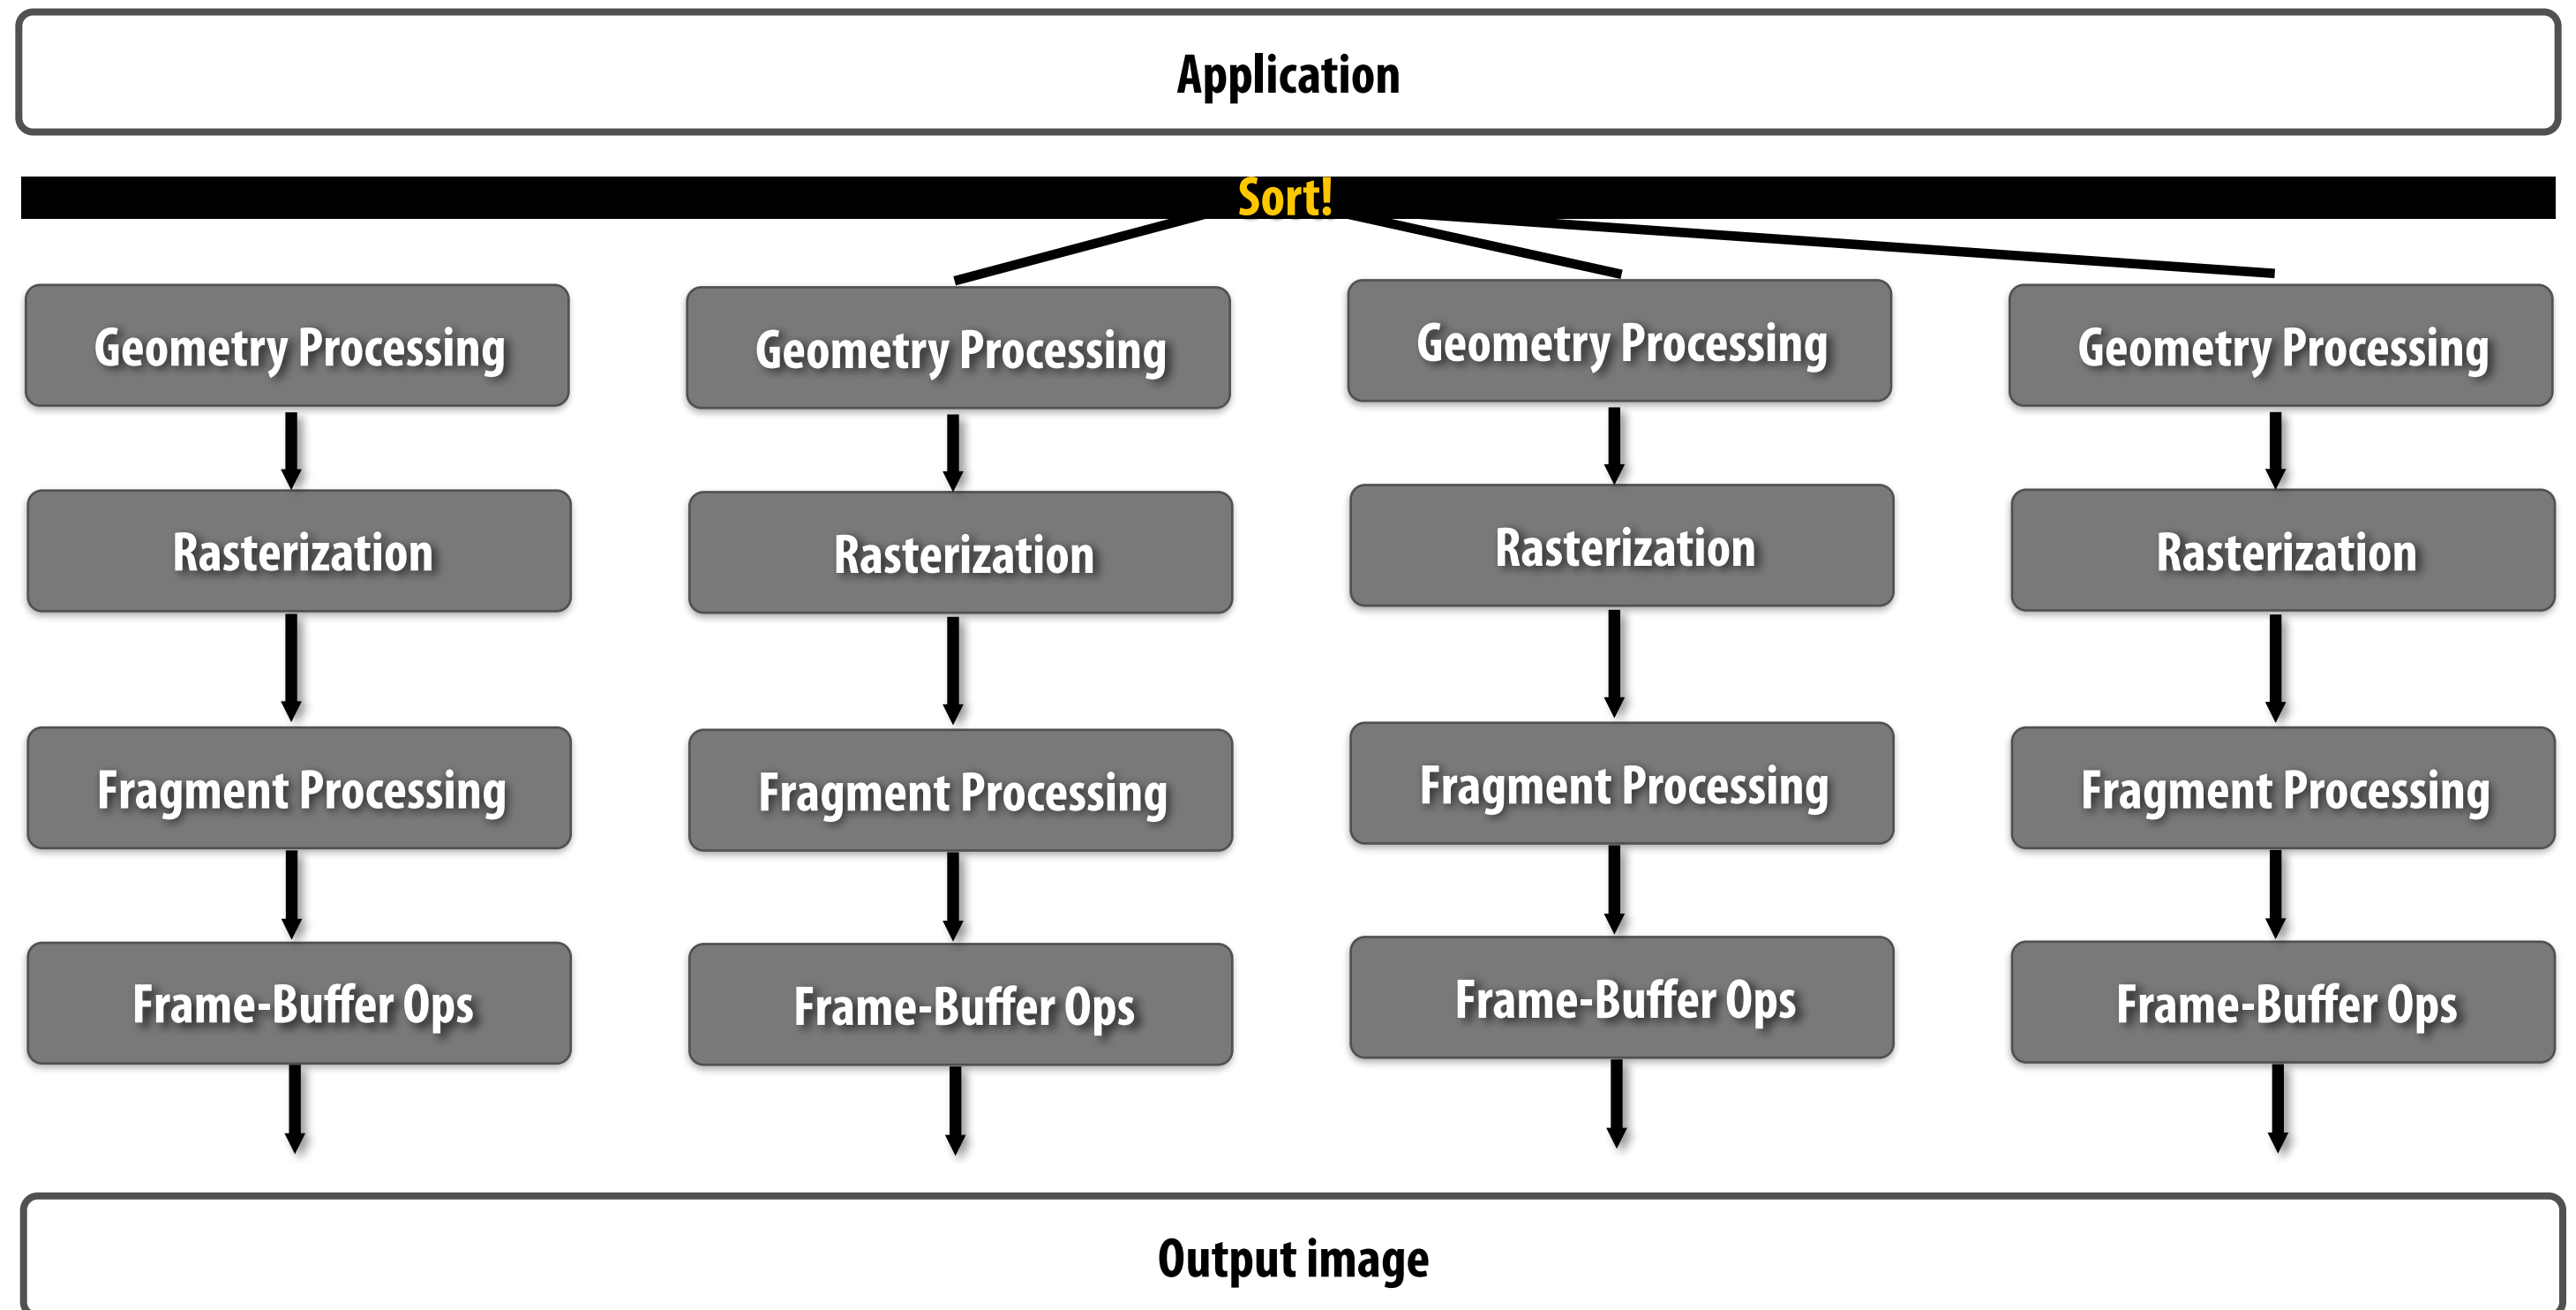 Application
Sort!
Geometry Processing
Geometry Processing
Geometry Processing
Geometry Processing
Rasterization
Rasterization
Rasterization
Rasterization
Fragment Processing
Fragment Processing
Fragment Processing
Fragment Processing
Frame-Buffer Ops
Frame-Buffer Ops
Frame-Buffer Ops
Frame-Buffer Ops
Output image